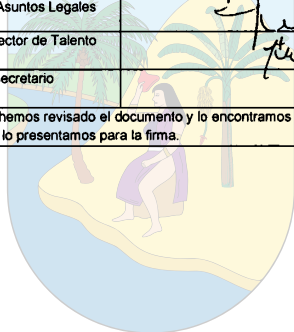 Asuntos Legales
ector de Talento
ecretario
hemos revisado el documento y lo encontramos
lo presentamos para la firma.